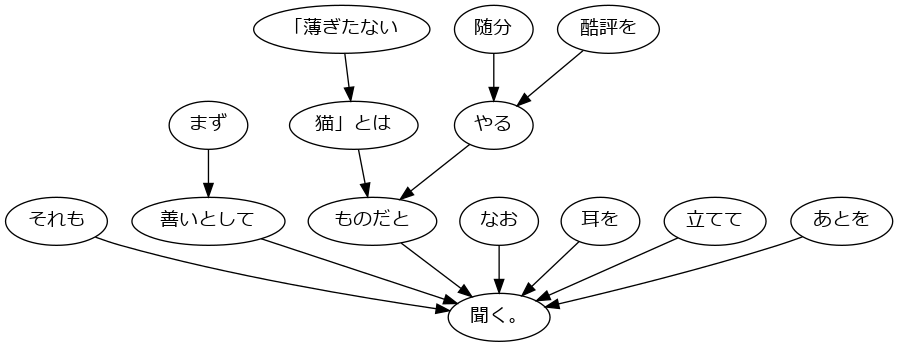 「薄ぎたない
随分
酷評を
まず
猫」とは
やる
それも
善いとして
ものだと
なお
耳を
立てて
あとを
聞く。